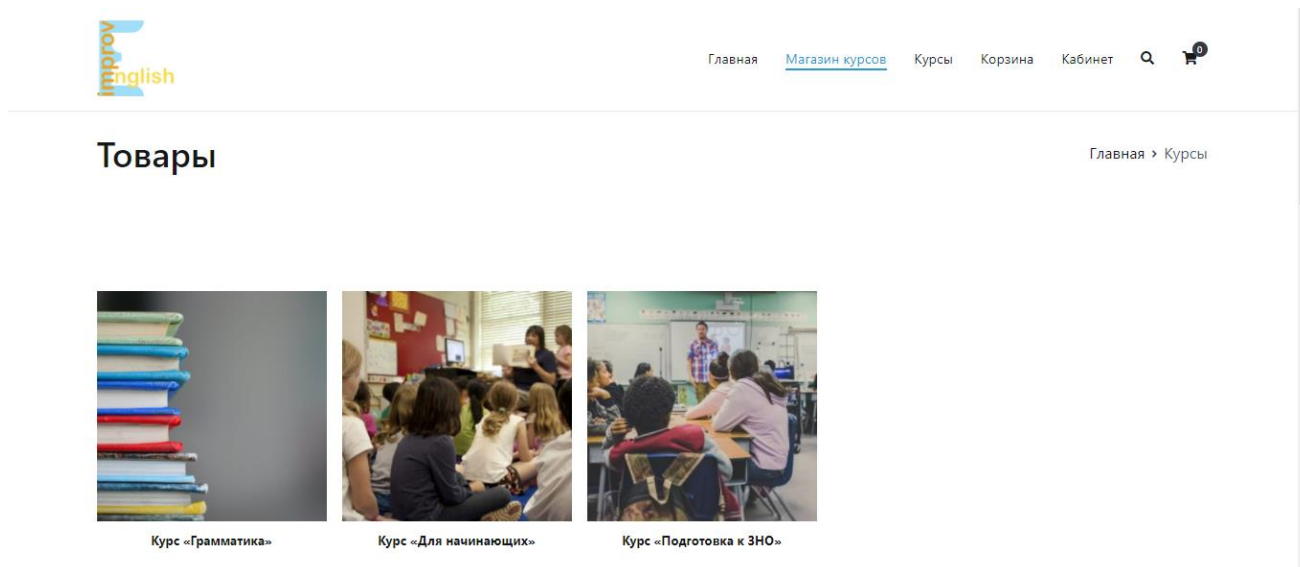 improv
English
Главная Магазин курсов Курсы Корзина Кабинет 0
Товары
Главная > Курсы
Курс «Грамматика» Курс «Для начинающих» Курс «Подготовка к ЗНО»